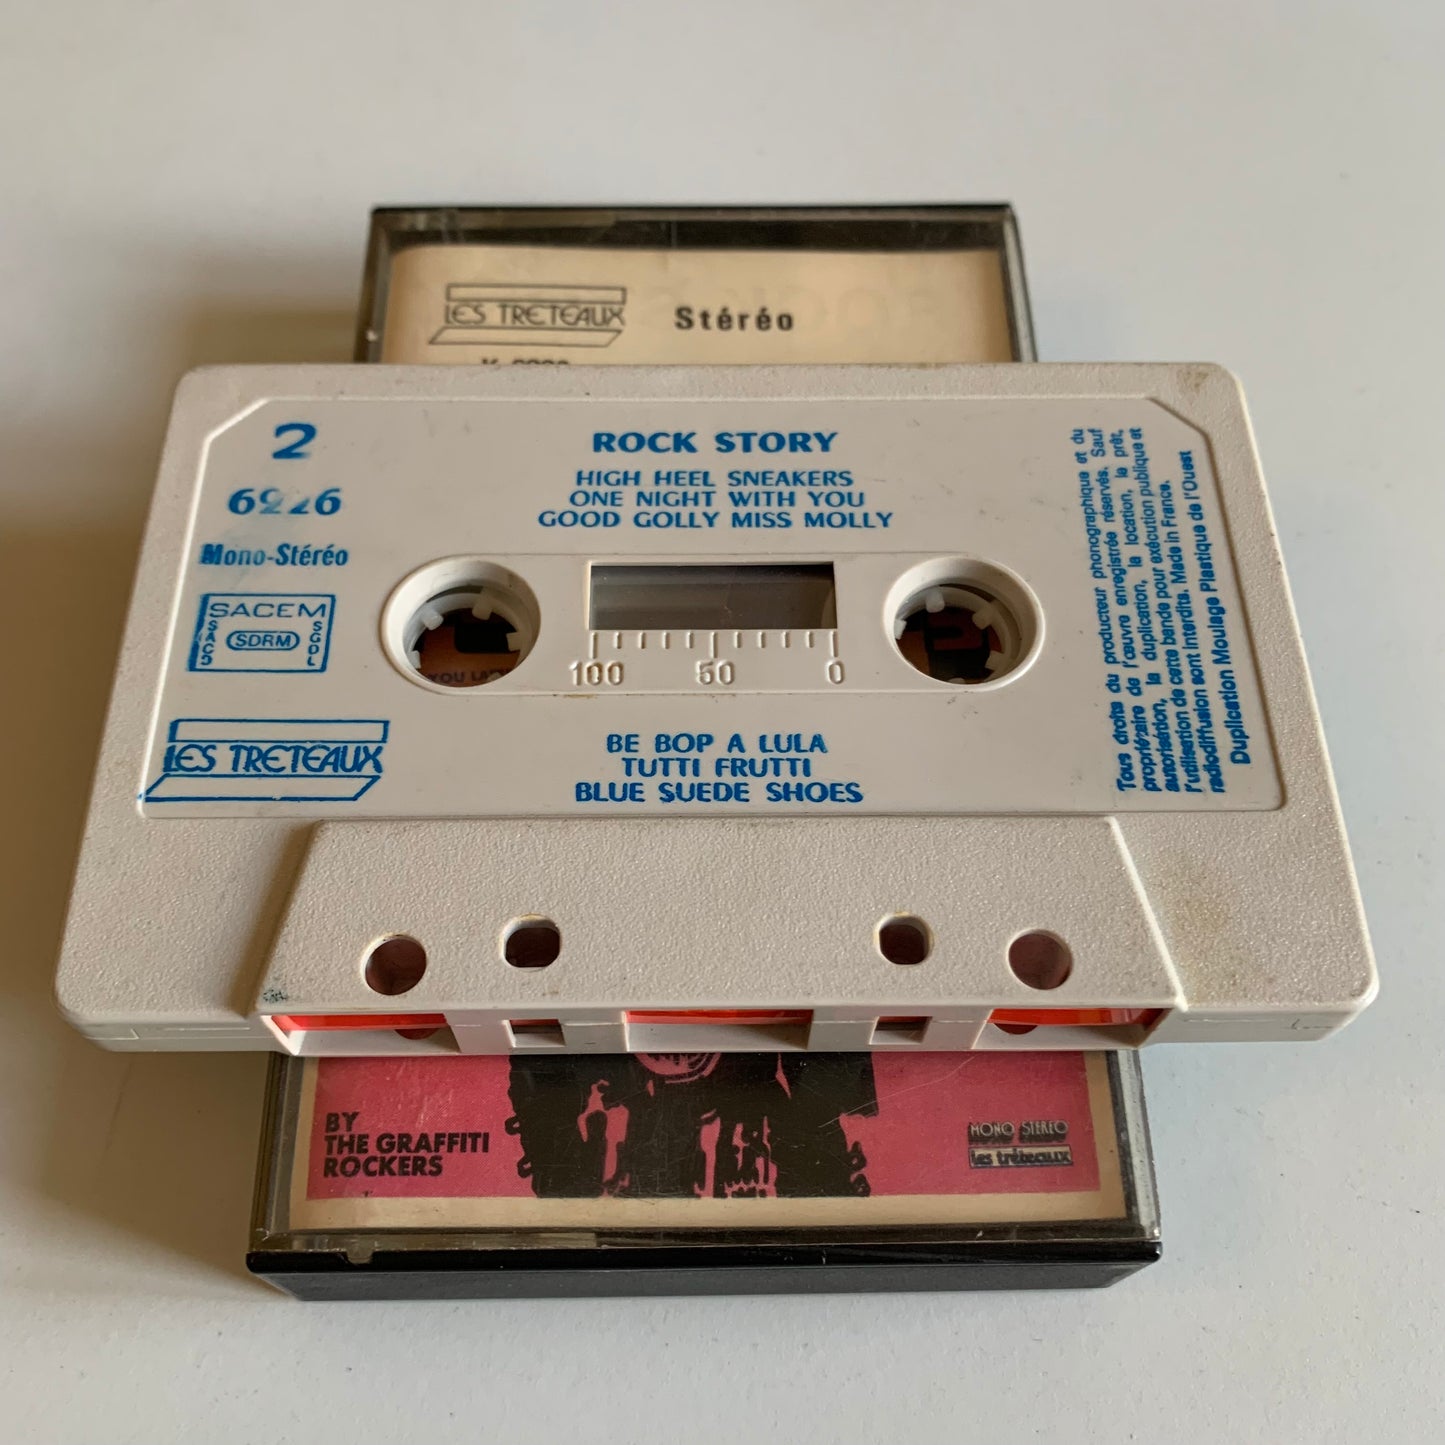 LES TRETEAUX
Stéréo
2
ROCK STORY
HIGH HEEL SNEAKERS
ONE NIGHT WITH YOU
GOOD GOLLY MISS MOLLY
Mono-Stéréo
SACEM
SACS
SDRM
SGDL
100 50 0
LES TRETEAUX
BE BOP A LULA
TUTTI FRUTTI
BLUE SUEDE SHOES
Tous droits du producteur phonographique et du
propriétaire de l'œuvre enregistrée réservés. Sauf
autorisation, la duplication, la location, le prêt,
l'utilisation de cette bande pour exécution publique et
radiodiffusion sont interdits. Made in France.
Duplication Moulage Plastique de l'Ouest
BY
THE GRAFFITI
ROCKERS
MONO STEREO
les tréteaux